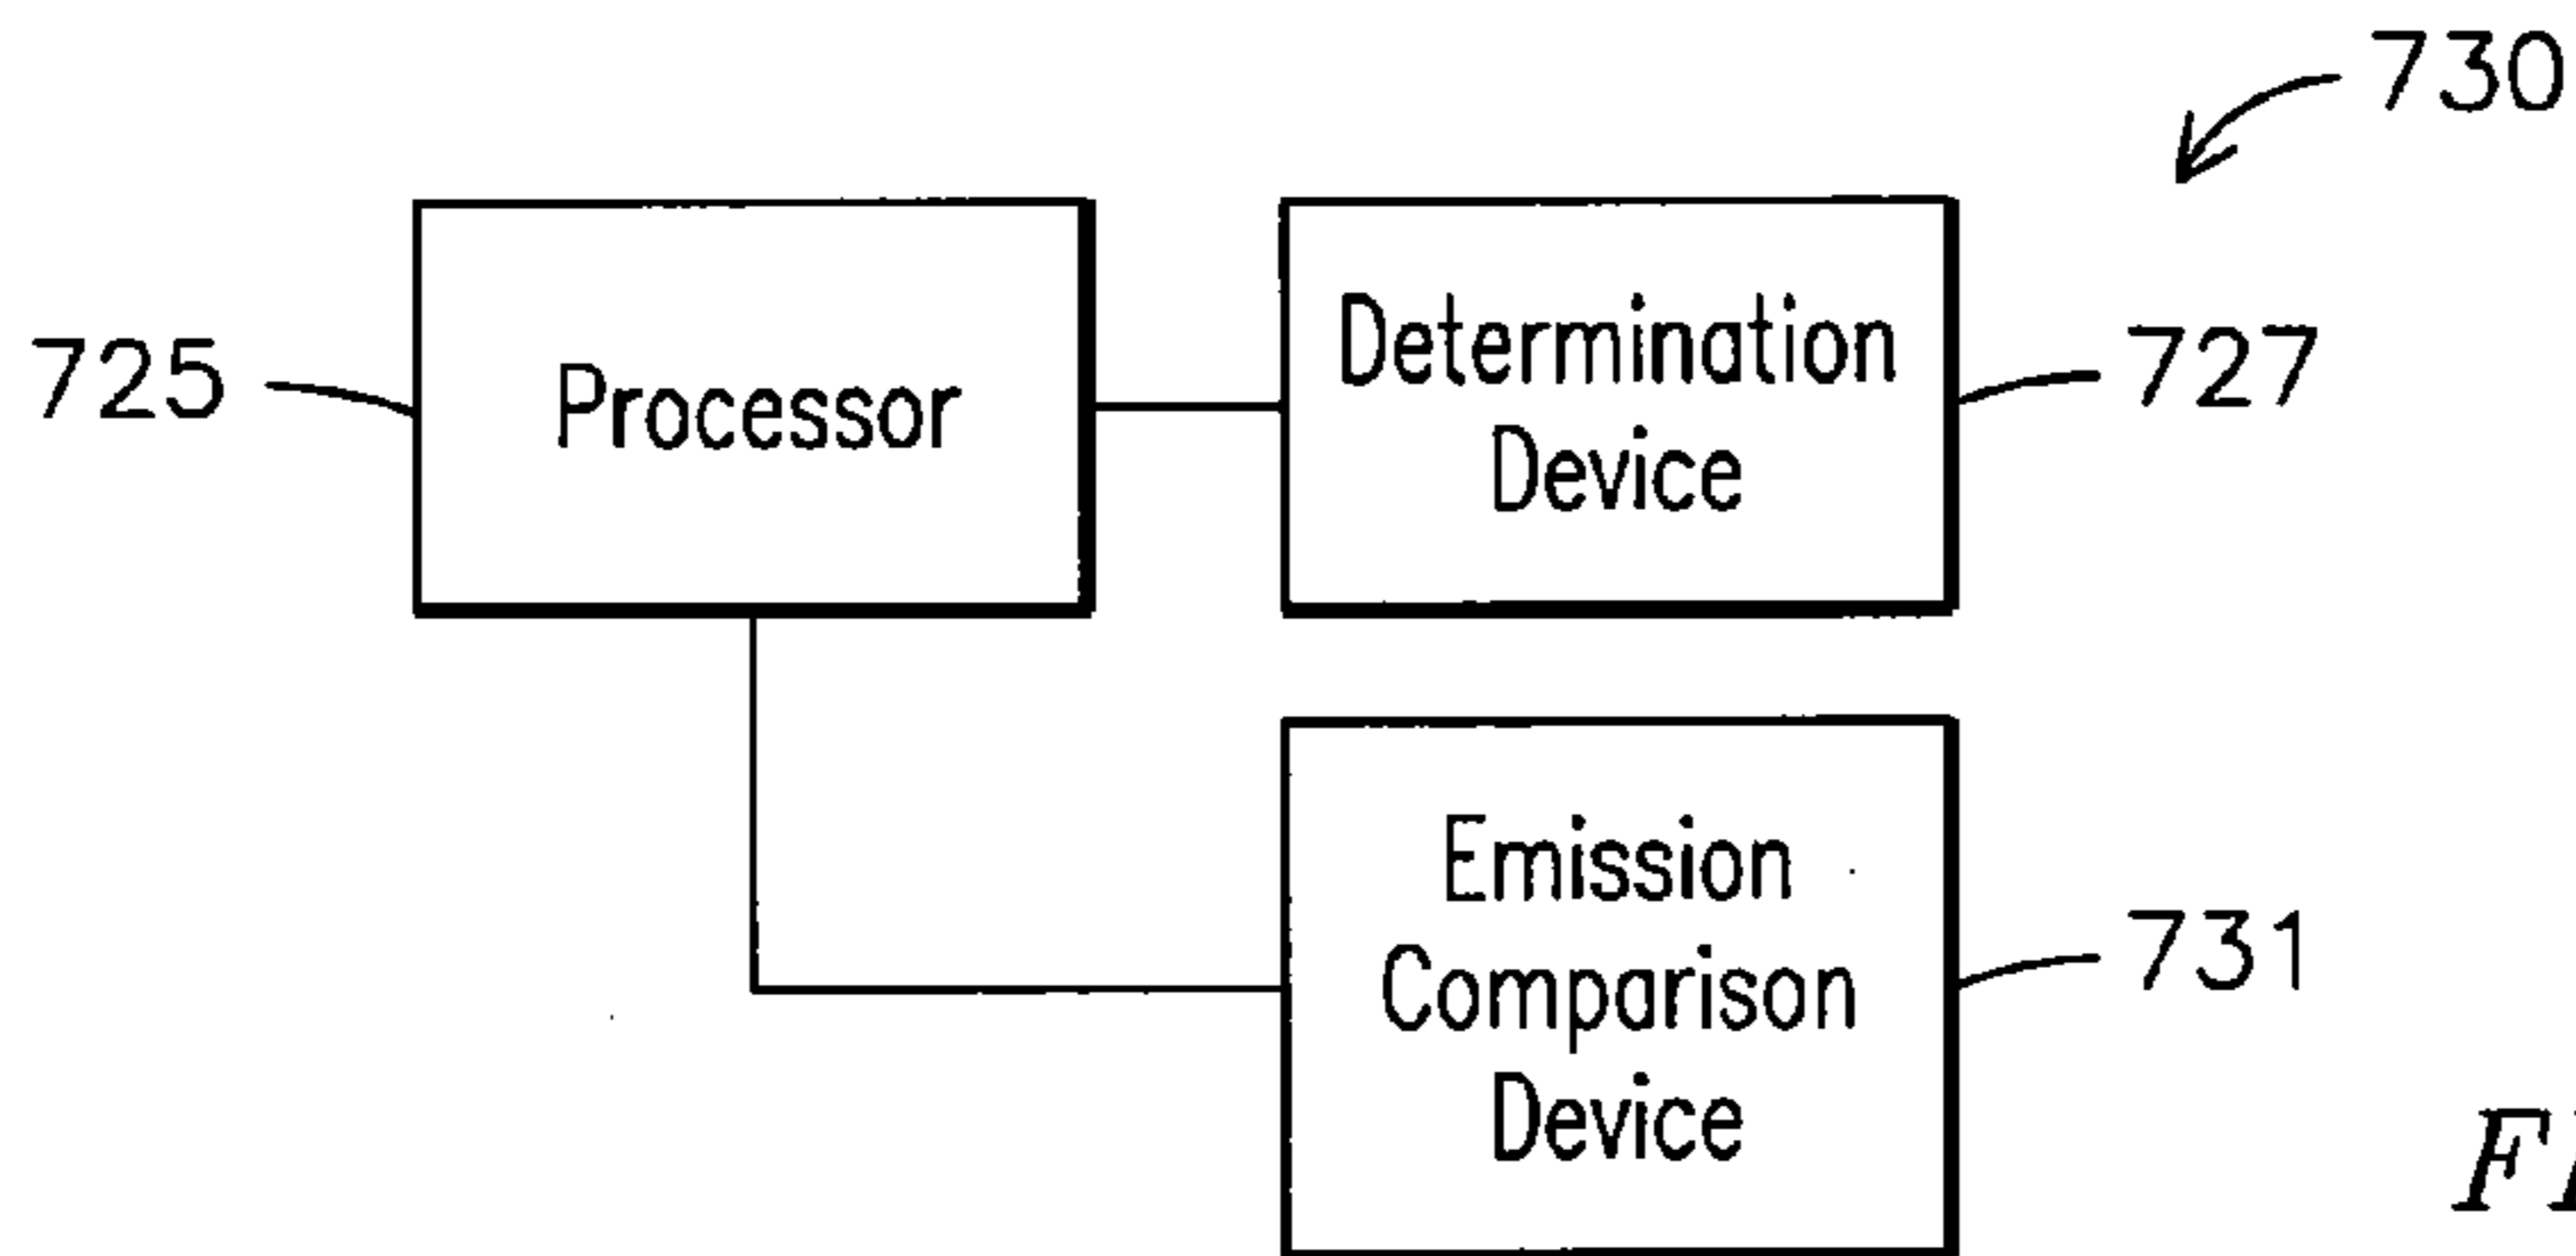 730
725
Processor
Determination
Device
727
Emission
Comparison
Device
731